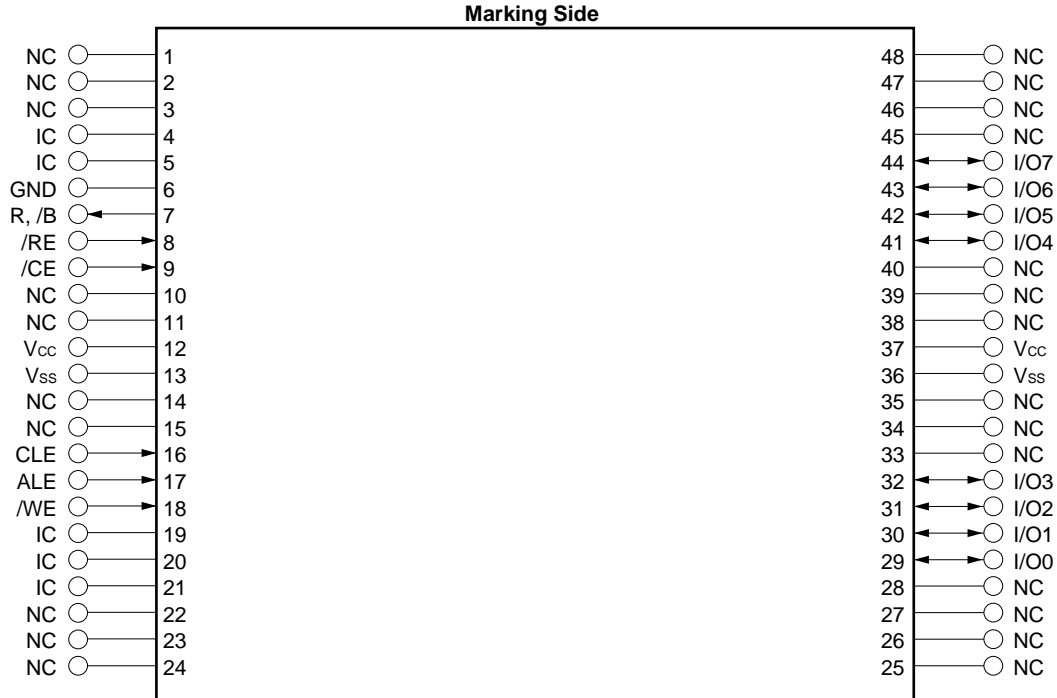 Marking Side
NC 1 48 NC
NC 2 47 NC
NC 3 46 NC
IC 4 45 NC
IC 5 44 I/O7
GND 6 43 I/O6
R, /B 7 42 I/O5
/RE 8 41 I/O4
/CE 9 40 NC
NC 10 39 NC
NC 11 38 NC
Vcc 12 37 Vcc
Vss 13 36 Vss
NC 14 35 NC
NC 15 34 NC
CLE 16 33 NC
ALE 17 32 I/O3
/WE 18 31 I/O2
IC 19 30 I/O1
IC 20 29 I/O0
IC 21 28 NC
NC 22 27 NC
NC 23 26 NC
NC 24 25 NC